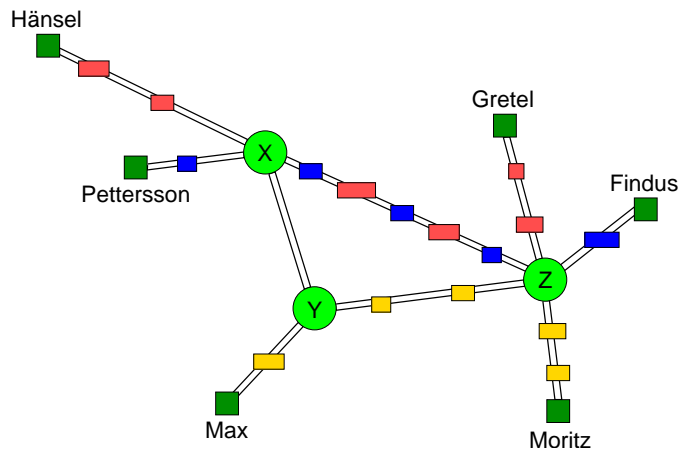 Hänsel
Gretel
X
Findus
Pettersson
Z
Y
Max
Moritz